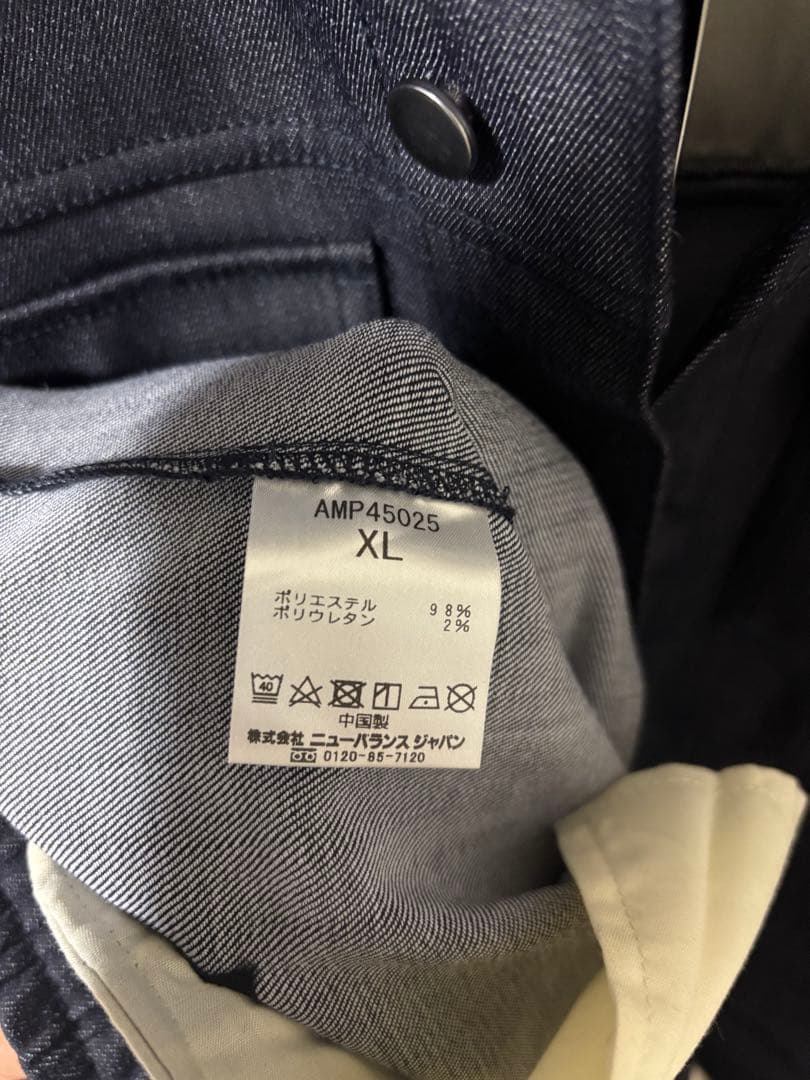 AMP45025
XL
ポリエステル 98%
ポリウレタン 2%
40
中国製
株式会社 ニューバランス ジャパン
0120-85-7120